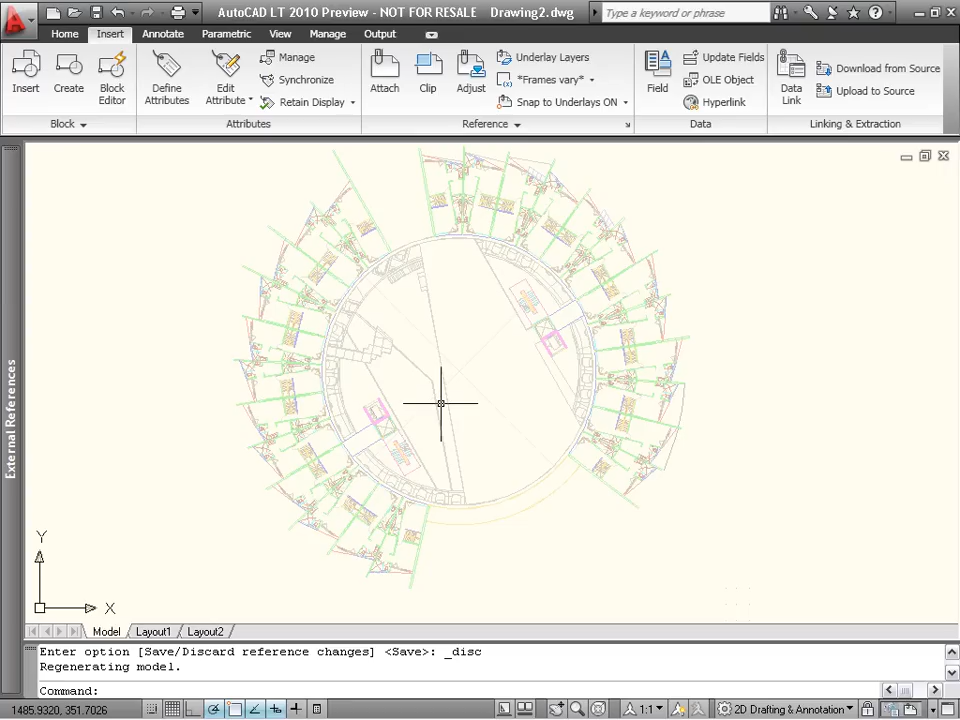 AutoCAD LT 2010 Preview - NOT FOR RESALE Drawing2.dwg
Type a keyword or phrase
Home Insert Annotate Parametric View Manage Output
Insert Create Block Editor
Define Attributes Edit Attribute
Manage
Synchronize
Retain Display
Attach Clip Adjust
Underlay Layers
*Frames vary*
Snap to Underlays ON
Field
Update Fields
OLE Object
Hyperlink
Data Link
Download from Source
Upload to Source
Block Attributes Reference Data Linking & Extraction
External References
Y
X
Model Layout1 Layout2
Enter option [Save/Discard reference changes] <Save>: _disc
Regenerating model.
Command:
1485.9320, 351.7026
1:1
2D Drafting & Annotation